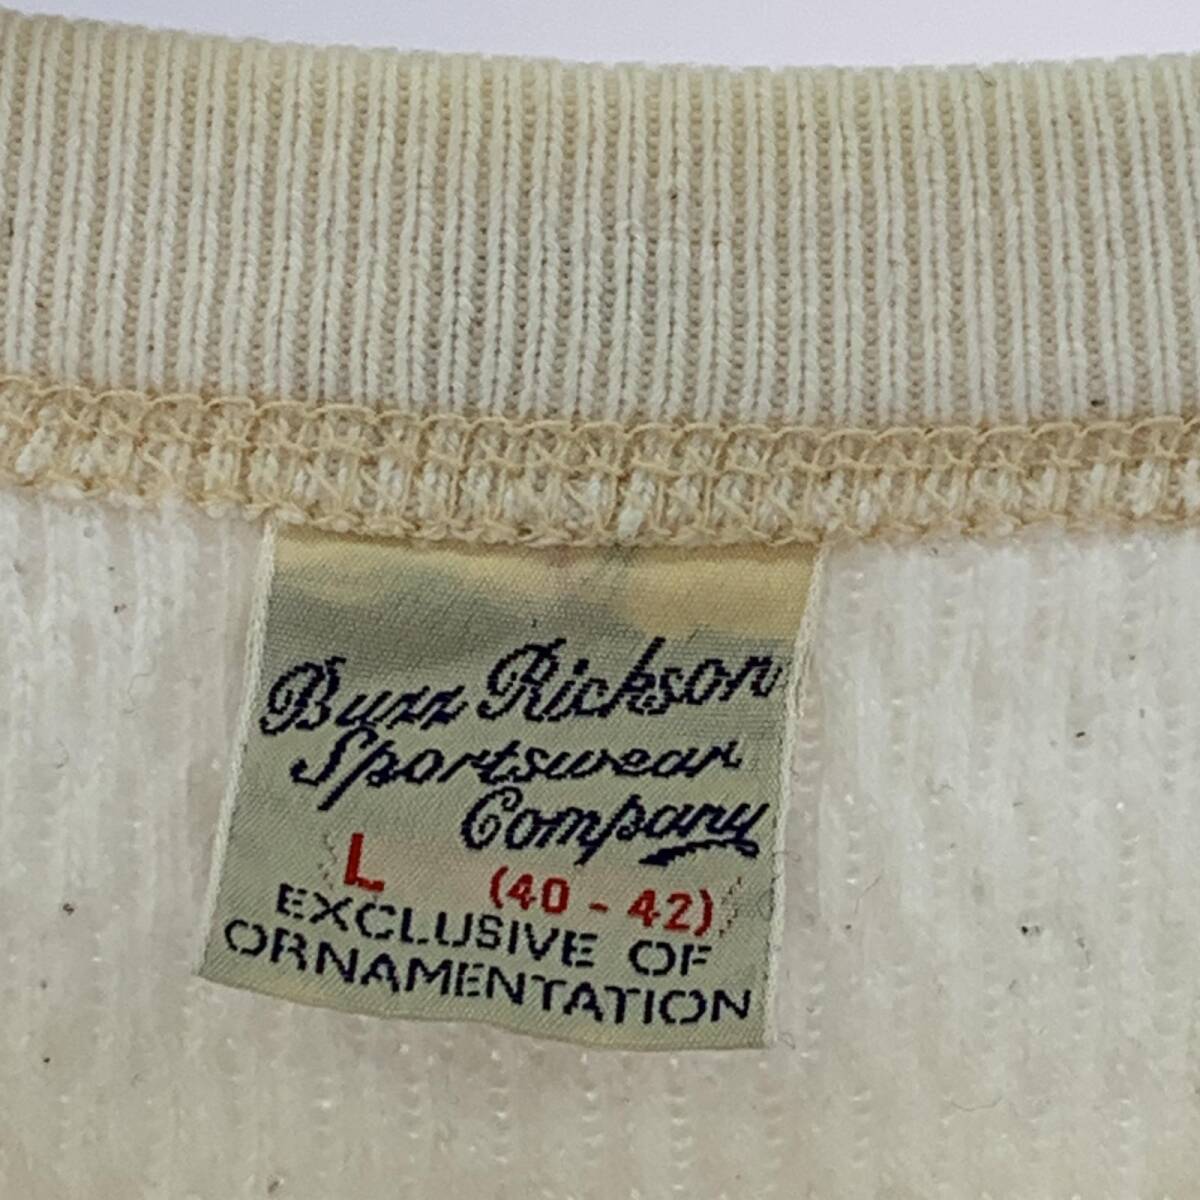 Buzz Rickson
Sportswear
Company
L (40 - 42)
EXCLUSIVE OF
ORNAMENTATION